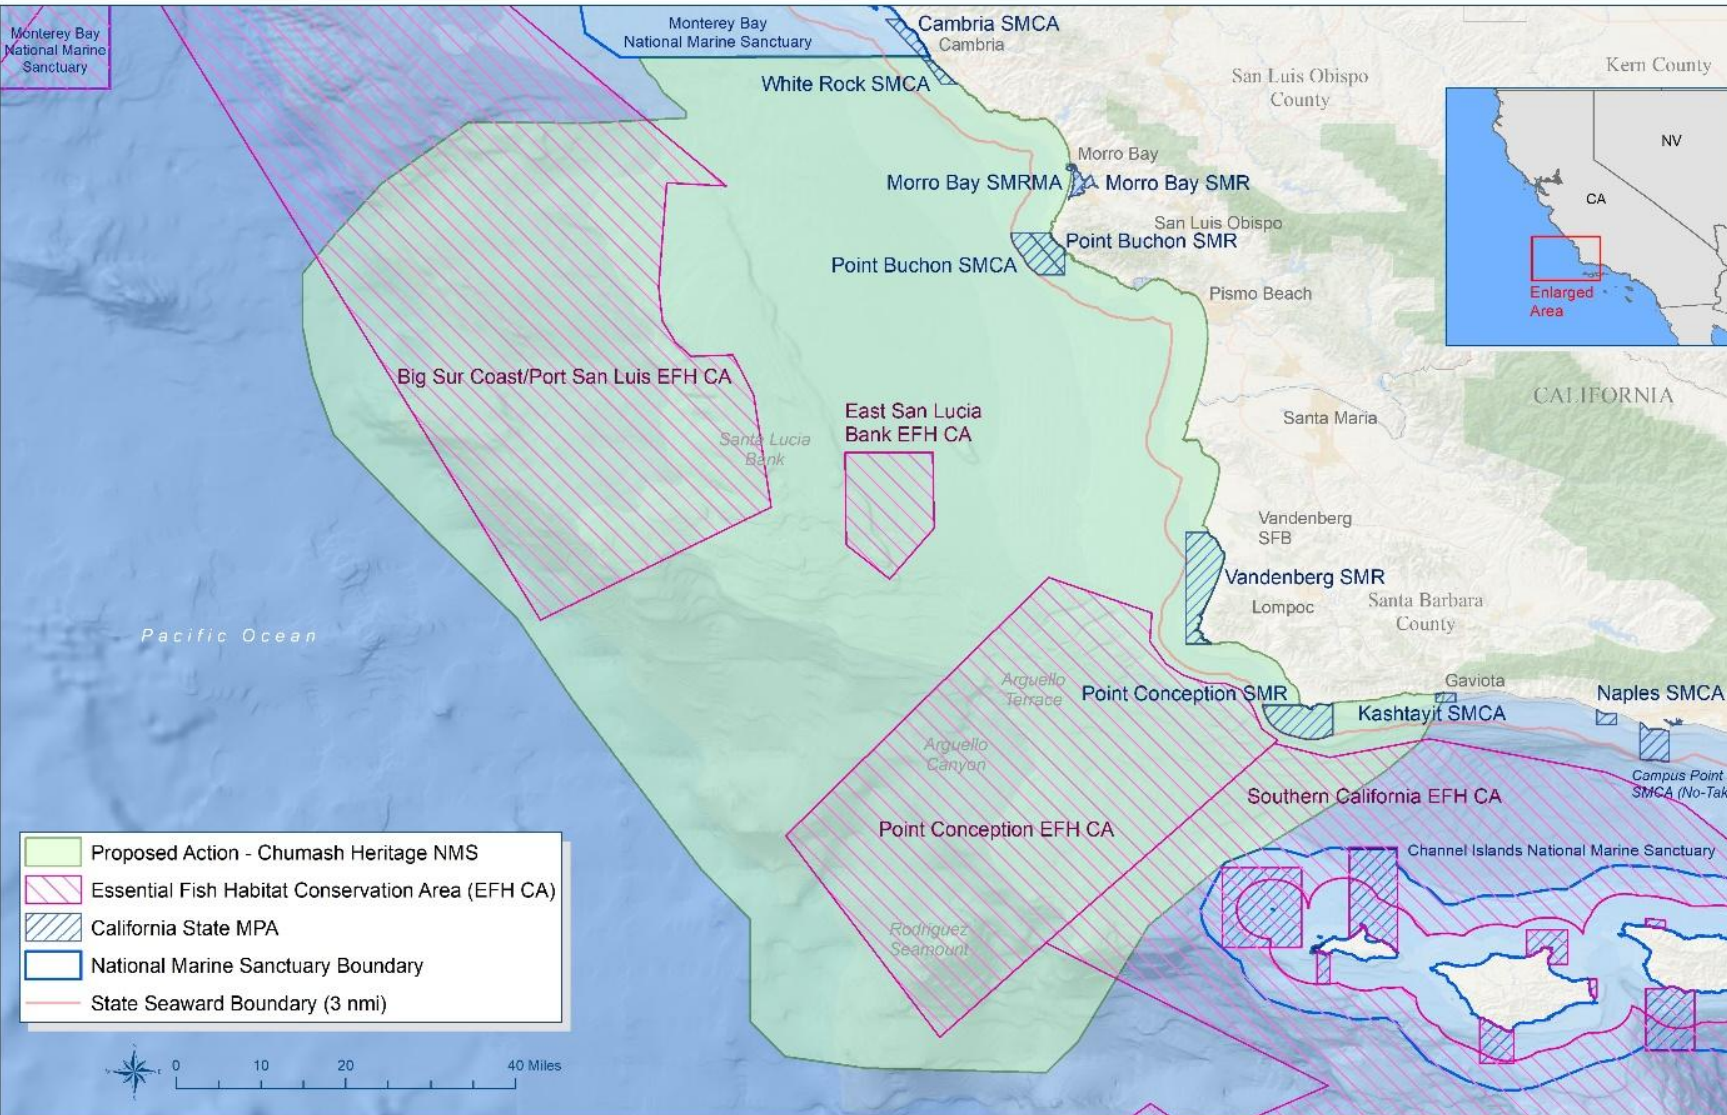 Monterey Bay
National Marine
Sanctuary
Monterey Bay
National Marine Sanctuary
Cambria SMCA
Cambria
White Rock SMCA
San Luis Obispo
County
Kern County
NV
CA
Enlarged
Area
Morro Bay
Morro Bay SMRMA
Morro Bay SMR
San Luis Obispo
Point Buchon SMR
Point Buchon SMCA
Pismo Beach
Big Sur Coast/Port San Luis EFH CA
CALIFORNIA
East San Lucia
Bank EFH CA
Santa Maria
Santa Lucia
Bank
Vandenberg
SFB
Vandenberg SMR
Lompoc
Santa Barbara
County
Pacific Ocean
Arguello
Terrace
Point Conception SMR
Gaviota
Naples SMCA
Kashtayit SMCA
Arguello
Canyon
Campus Point
SMCA (No-Tak
Southern California EFH CA
Point Conception EFH CA
Channel Islands National Marine Sanctuary
Rodriguez
Seamount
Proposed Action - Chumash Heritage NMS
Essential Fish Habitat Conservation Area (EFH CA)
California State MPA
National Marine Sanctuary Boundary
State Seaward Boundary (3 nmi)
0 10 20 40 Miles